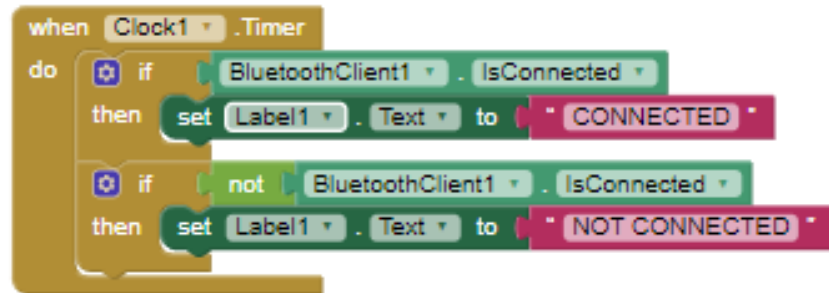 when Clock1 .Timer
do if BluetoothClient1 . IsConnected
then set Label1 . Text to " CONNECTED "
if not BluetoothClient1 . IsConnected
then set Label1 . Text to " NOT CONNECTED "